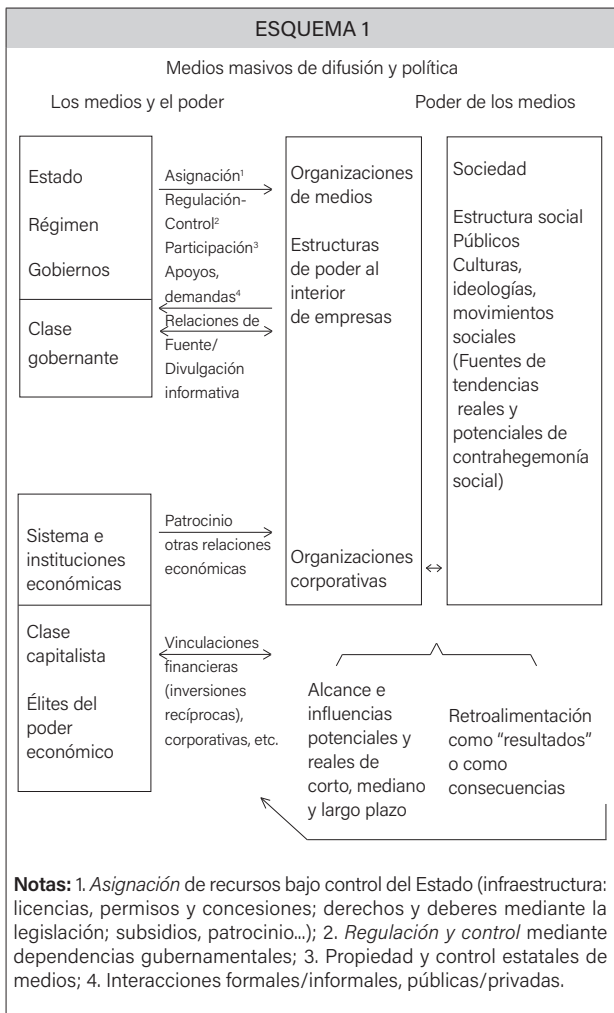 ESQUEMA 1
Medios masivos de difusión y política
Los medios y el poder
Poder de los medios
Estado
Régimen
Gobiernos
Clase
gobernante
Asignación¹
Regulación-
Control²
Participación³
Apoyos,
demandas⁴
Relaciones de
Fuente/
Divulgación
informativa
Organizaciones
de medios
Estructuras
de poder al
interior
de empresas
Organizaciones
corporativas
Sociedad
Estructura social
Públicos
Culturas,
ideologías,
movimientos
sociales
(Fuentes de
tendencias
reales y
potenciales de
contrahegemonía
social)
Sistema e
instituciones
económicas
Clase
capitalista
Élites del
poder
económico
Patrocinio
otras relaciones
económicas
Vinculaciones
financieras
(inversiones
recíprocas),
corporativas, etc.
Alcance e
influencias
potenciales y
reales de
corto, mediano
y largo plazo
Retroalimentación
como "resultados"
o como
consecuencias
Notas: 1. Asignación de recursos bajo control del Estado (infraestructura:
licencias, permisos y concesiones; derechos y deberes mediante la
legislación; subsidios, patrocinio...); 2. Regulación y control mediante
dependencias gubernamentales; 3. Propiedad y control estatales de
medios; 4. Interacciones formales/informales, públicas/privadas.